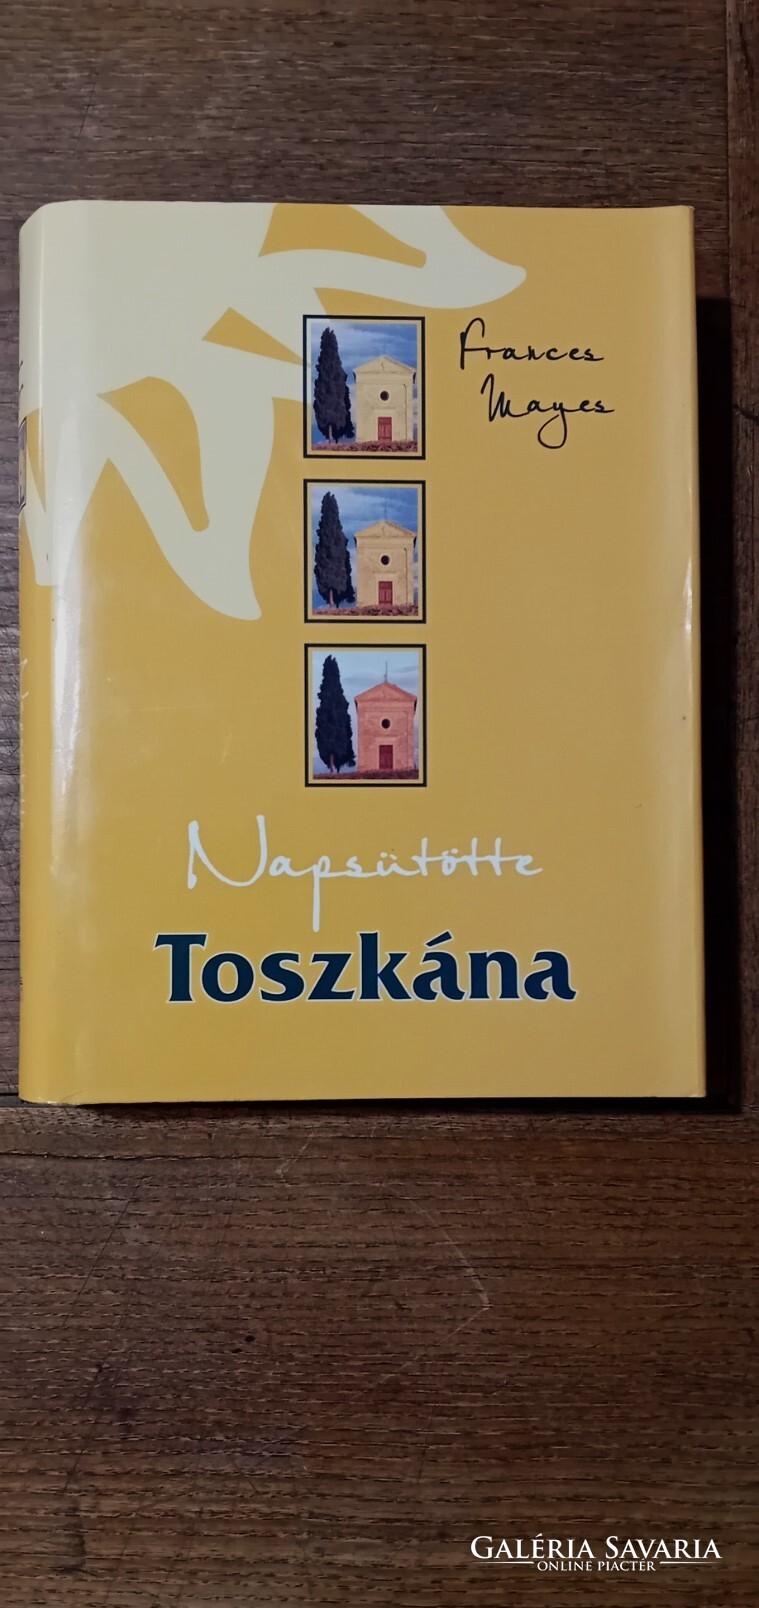 Frances
Mayes
Napsütötte
Toszkána
GALÉRIA SAVARIA
ONLINE PIACTÉR